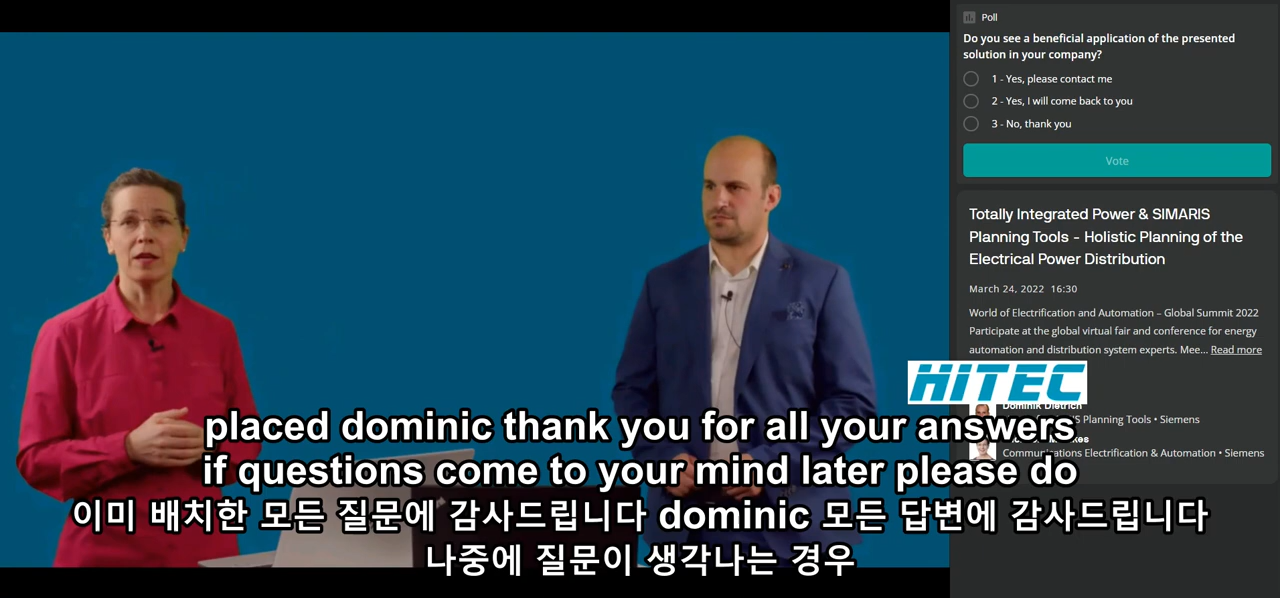 Poll
Do you see a beneficial application of the presented
solution in your company?
1 - Yes, please contact me
2 - Yes, I will come back to you
3 - No, thank you
Vote
Totally Integrated Power & SIMARIS
Planning Tools - Holistic Planning of the
Electrical Power Distribution
March 24, 2022 16:30
World of Electrification and Automation – Global Summit 2022
Participate at the global virtual fair and conference for energy
automation and distribution system experts. Mee... Read more
HITEC
Dominik Dietrich
Planning Tools • Siemens
Communications Electrification & Automation • Siemens
placed dominic thank you for all your answers
if questions come to your mind later please do
이미 배치한 모든 질문에 감사드립니다 dominic 모든 답변에 감사드립니다
나중에 질문이 생각나는 경우